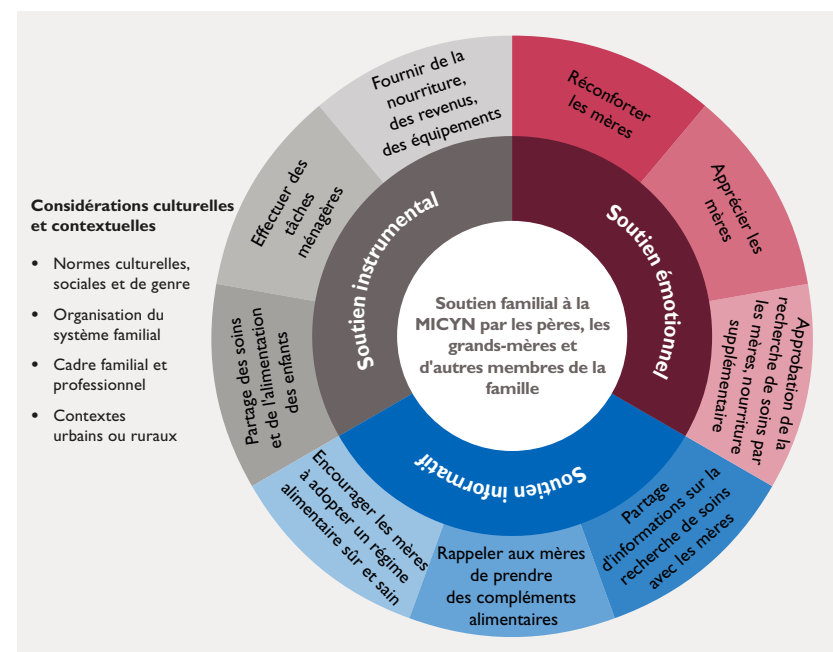 Considérations culturelles
et contextuelles
• Normes culturelles,
sociales et de genre
• Organisation du
système familial
• Cadre familial et
professionnel
• Contextes
urbains ou ruraux
Soutien familial à la
MICYN par les pères, les
grands-mères et
d'autres membres de la
famille
Soutien émotionnel
Réconforter
les mères
Apprécier les
mères
Approbation de la
recherche de soins par
les mères, nourriture
supplémentaire
Soutien informatif
Partage
d'informations sur la
recherche de soins
avec les mères
Rappeler aux mères
de prendre
des compléments
alimentaires
Encourager les mères
à adopter un régime
alimentaire sûr et sain
Soutien instrumental
Partage des soins
et de l'alimentation
des enfants
Effectuer des
tâches
ménagères
Fournir de la
nourriture,
des revenus,
des équipements